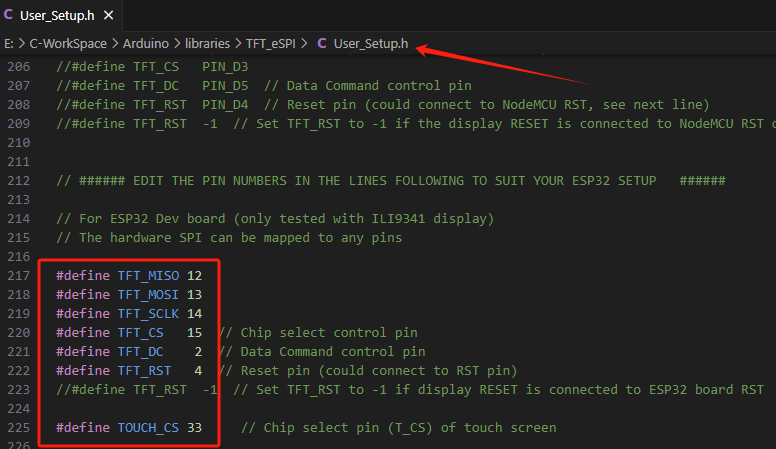 C User_Setup.h ×
E: > C-WorkSpace > Arduino > libraries > TFT_eSPI > C User_Setup.h
206 //#define TFT_CS   PIN_D3
207 //#define TFT_DC   PIN_D5  // Data Command control pin
208 //#define TFT_RST  PIN_D4  // Reset pin (could connect to NodeMCU RST, see next line)
209 //#define TFT_RST  -1  // Set TFT_RST to -1 if the display RESET is connected to NodeMCU RST
210
211
212 // ###### EDIT THE PIN NUMBERS IN THE LINES FOLLOWING TO SUIT YOUR ESP32 SETUP   ######
213
214 // For ESP32 Dev board (only tested with ILI9341 display)
215 // The hardware SPI can be mapped to any pins
216
217 #define TFT_MISO 12
218 #define TFT_MOSI 13
219 #define TFT_SCLK 14
220 #define TFT_CS   15  // Chip select control pin
221 #define TFT_DC    2  // Data Command control pin
222 #define TFT_RST   4  // Reset pin (could connect to RST pin)
223 //#define TFT_RST  -1  // Set TFT_RST to -1 if display RESET is connected to ESP32 board RST
224
225 #define TOUCH_CS 33     // Chip select pin (T_CS) of touch screen
226